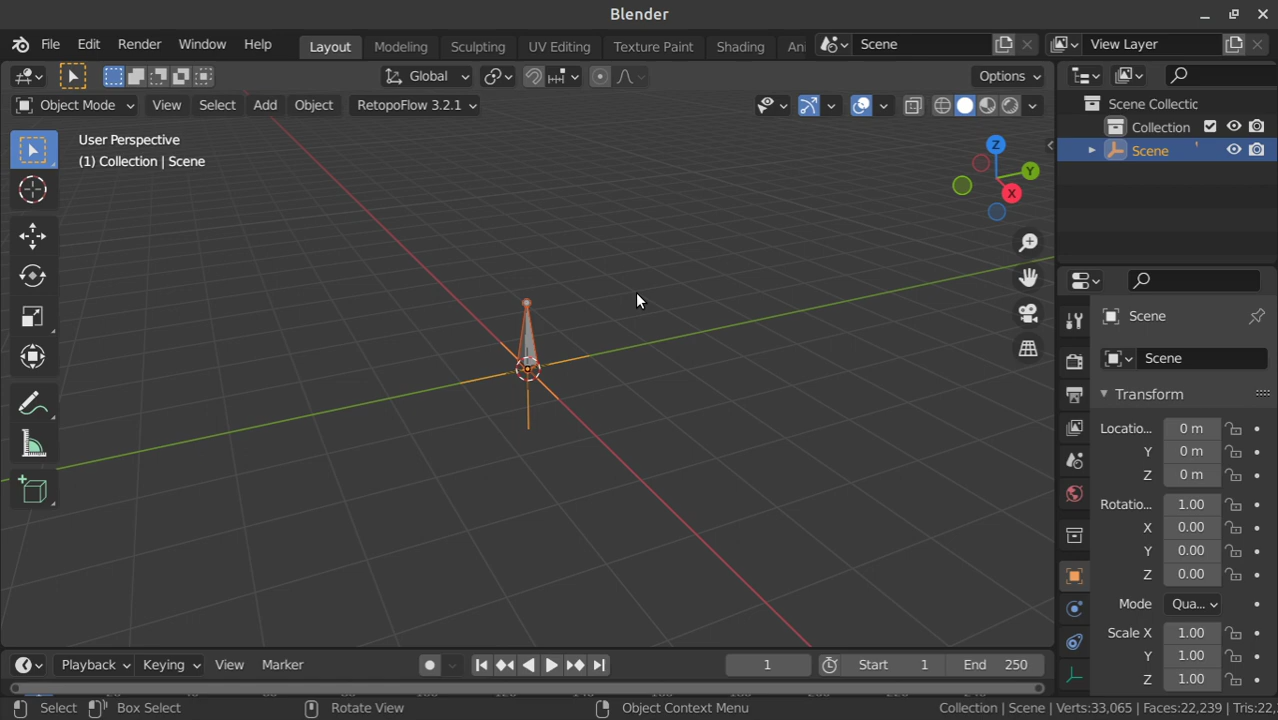 Blender
File Edit Render Window Help Layout Modeling Sculpting UV Editing Texture Paint Shading An Scene View Layer
Global Options
Object Mode View Select Add Object RetopoFlow 3.2.1
User Perspective
(1) Collection | Scene
Z
Y
X
Scene Collectic
Collection
Scene
Scene
Scene
Transform
Locatio... 0 m
Y 0 m
Z 0 m
Rotatio... 1.00
X 0.00
Y 0.00
Z 0.00
Mode Qua...
Scale X 1.00
Y 1.00
Z 1.00
Playback Keying View Marker 1 Start 1 End 250
Select Box Select Rotate View Object Context Menu Collection | Scene | Verts:33,065 | Faces:22,239 | Tris:22,